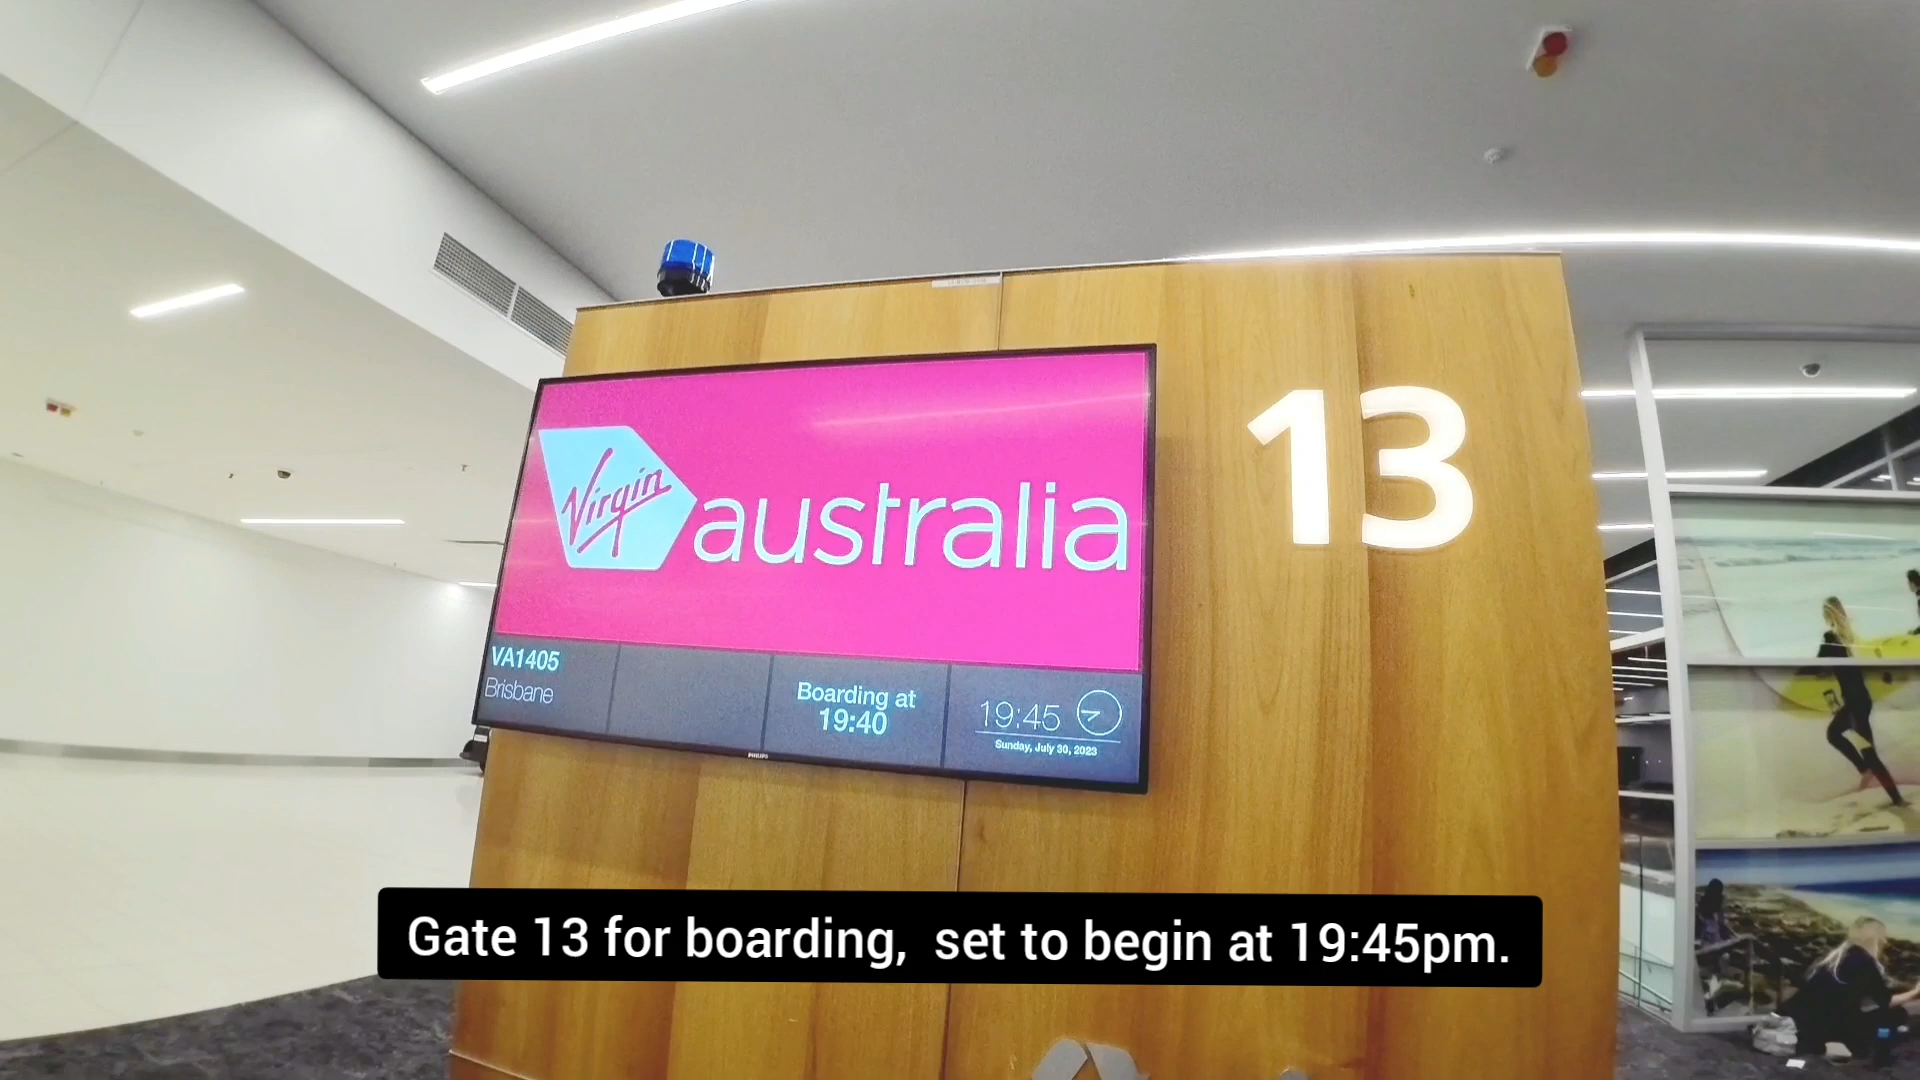 13
Virgin australia
VA1405
Brisbane
Boarding at
19:40
19:45
Sunday, July 30, 2023
PHILIPS
Gate 13 for boarding,  set to begin at 19:45pm.